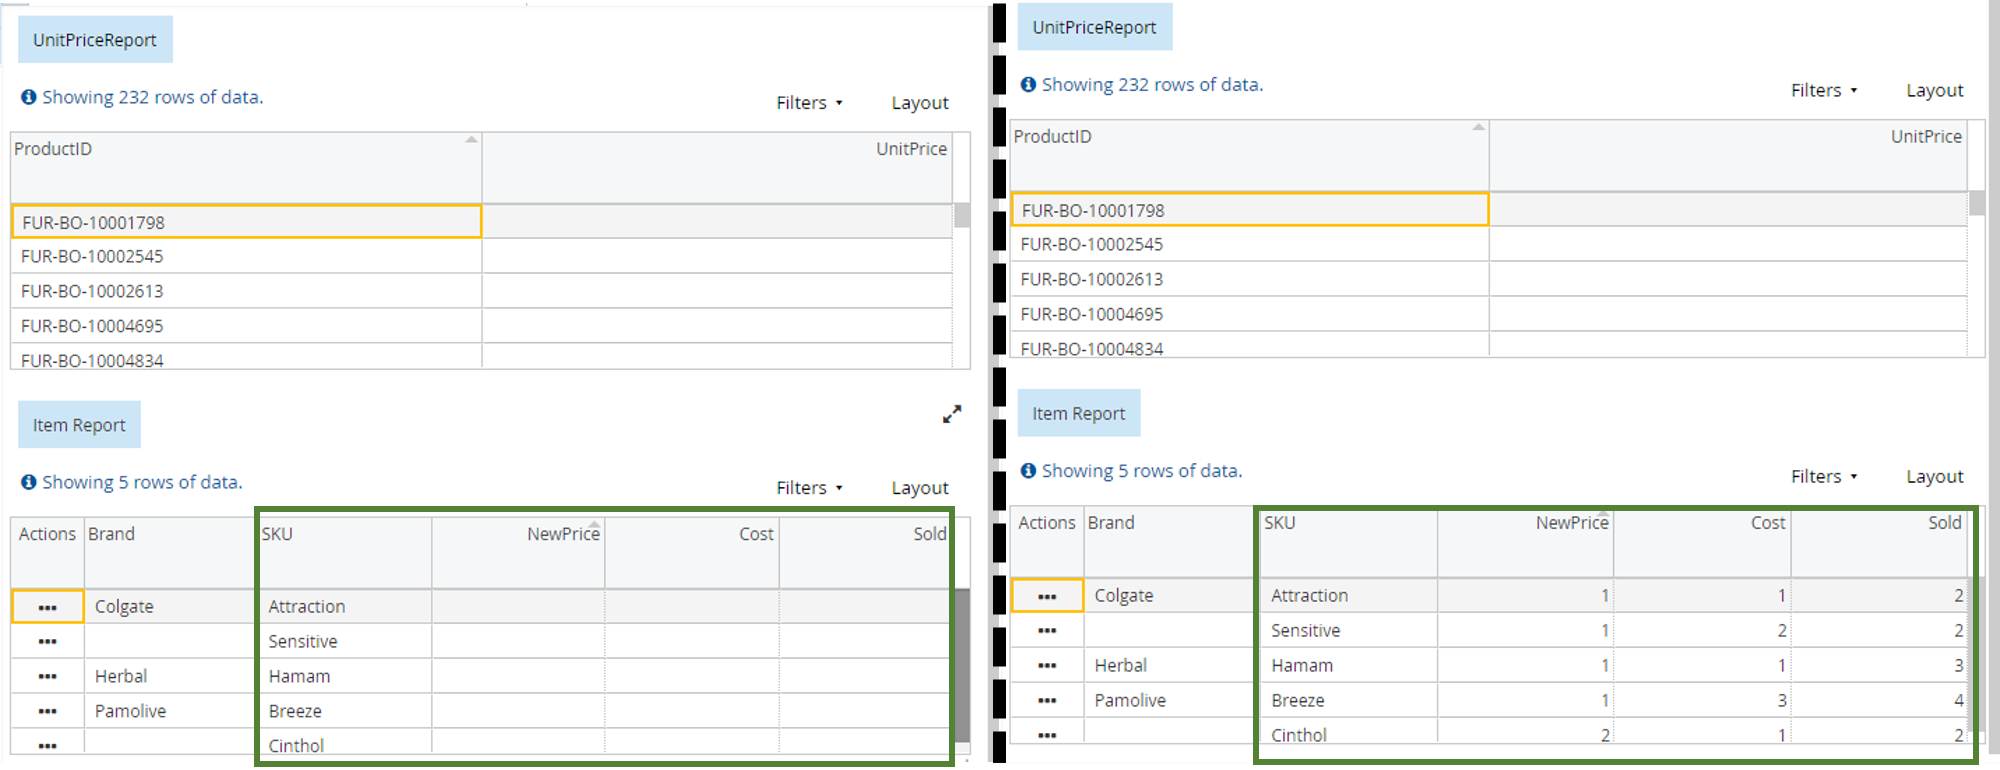 UnitPriceReport
Showing 232 rows of data.
Filters Layout
ProductID UnitPrice
FUR-BO-10001798
FUR-BO-10002545
FUR-BO-10002613
FUR-BO-10004695
FUR-BO-10004834
Item Report
Showing 5 rows of data.
Filters Layout
Actions Brand SKU NewPrice Cost Sold
Colgate Attraction
Sensitive
Herbal Hamam
Pamolive Breeze
Cinthol
UnitPriceReport
Showing 232 rows of data.
Filters Layout
ProductID UnitPrice
FUR-BO-10001798
FUR-BO-10002545
FUR-BO-10002613
FUR-BO-10004695
FUR-BO-10004834
Item Report
Showing 5 rows of data.
Filters Layout
Actions Brand SKU NewPrice Cost Sold
Colgate Attraction 1 1 2
Sensitive 1 2 2
Herbal Hamam 1 1 3
Pamolive Breeze 1 3 4
Cinthol 2 1 2